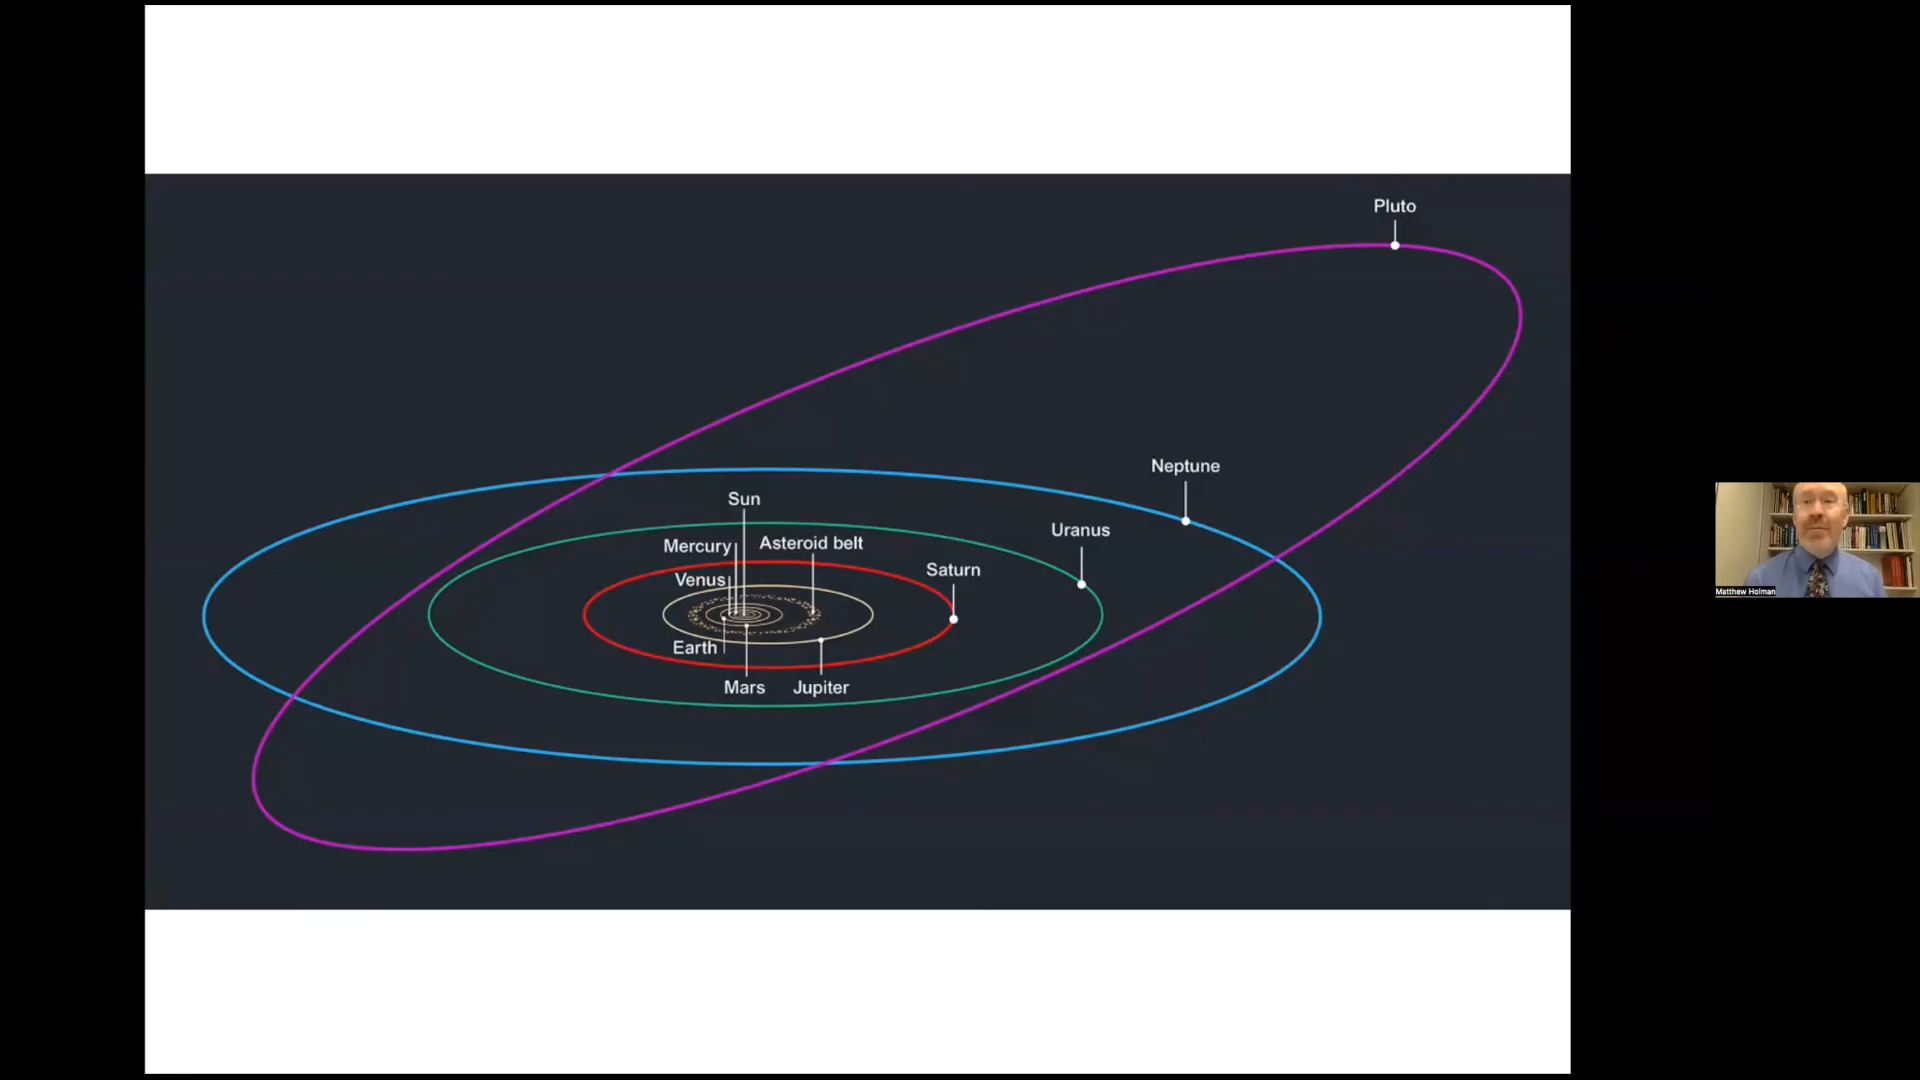 Pluto
Neptune
Sun
Uranus
Mercury
Asteroid belt
Saturn
Venus
Earth
Mars
Jupiter
Matthew Holman